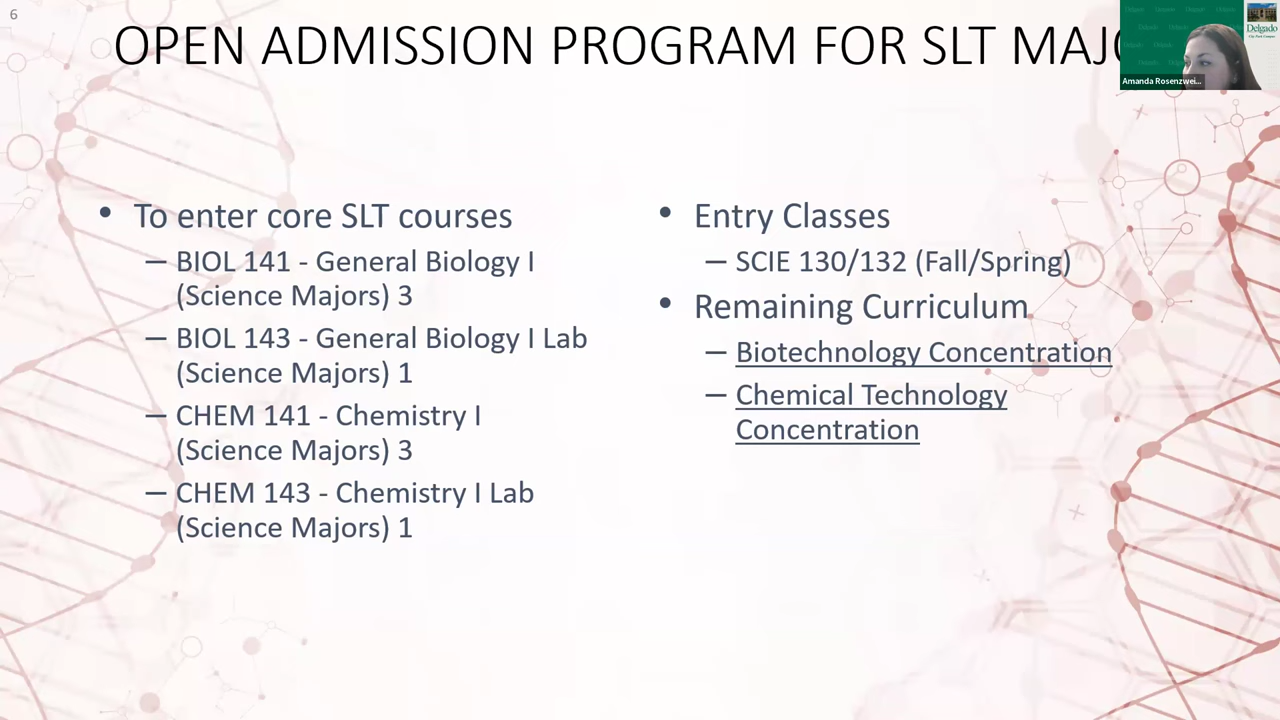 6
OPEN ADMISSION PROGRAM FOR SLT MAJO
Delgado
Amanda Rosenzwei...
• To enter core SLT courses
– BIOL 141 - General Biology I
(Science Majors) 3
– BIOL 143 - General Biology I Lab
(Science Majors) 1
– CHEM 141 - Chemistry I
(Science Majors) 3
– CHEM 143 - Chemistry I Lab
(Science Majors) 1
• Entry Classes
– SCIE 130/132 (Fall/Spring)
• Remaining Curriculum
– Biotechnology Concentration
– Chemical Technology
Concentration